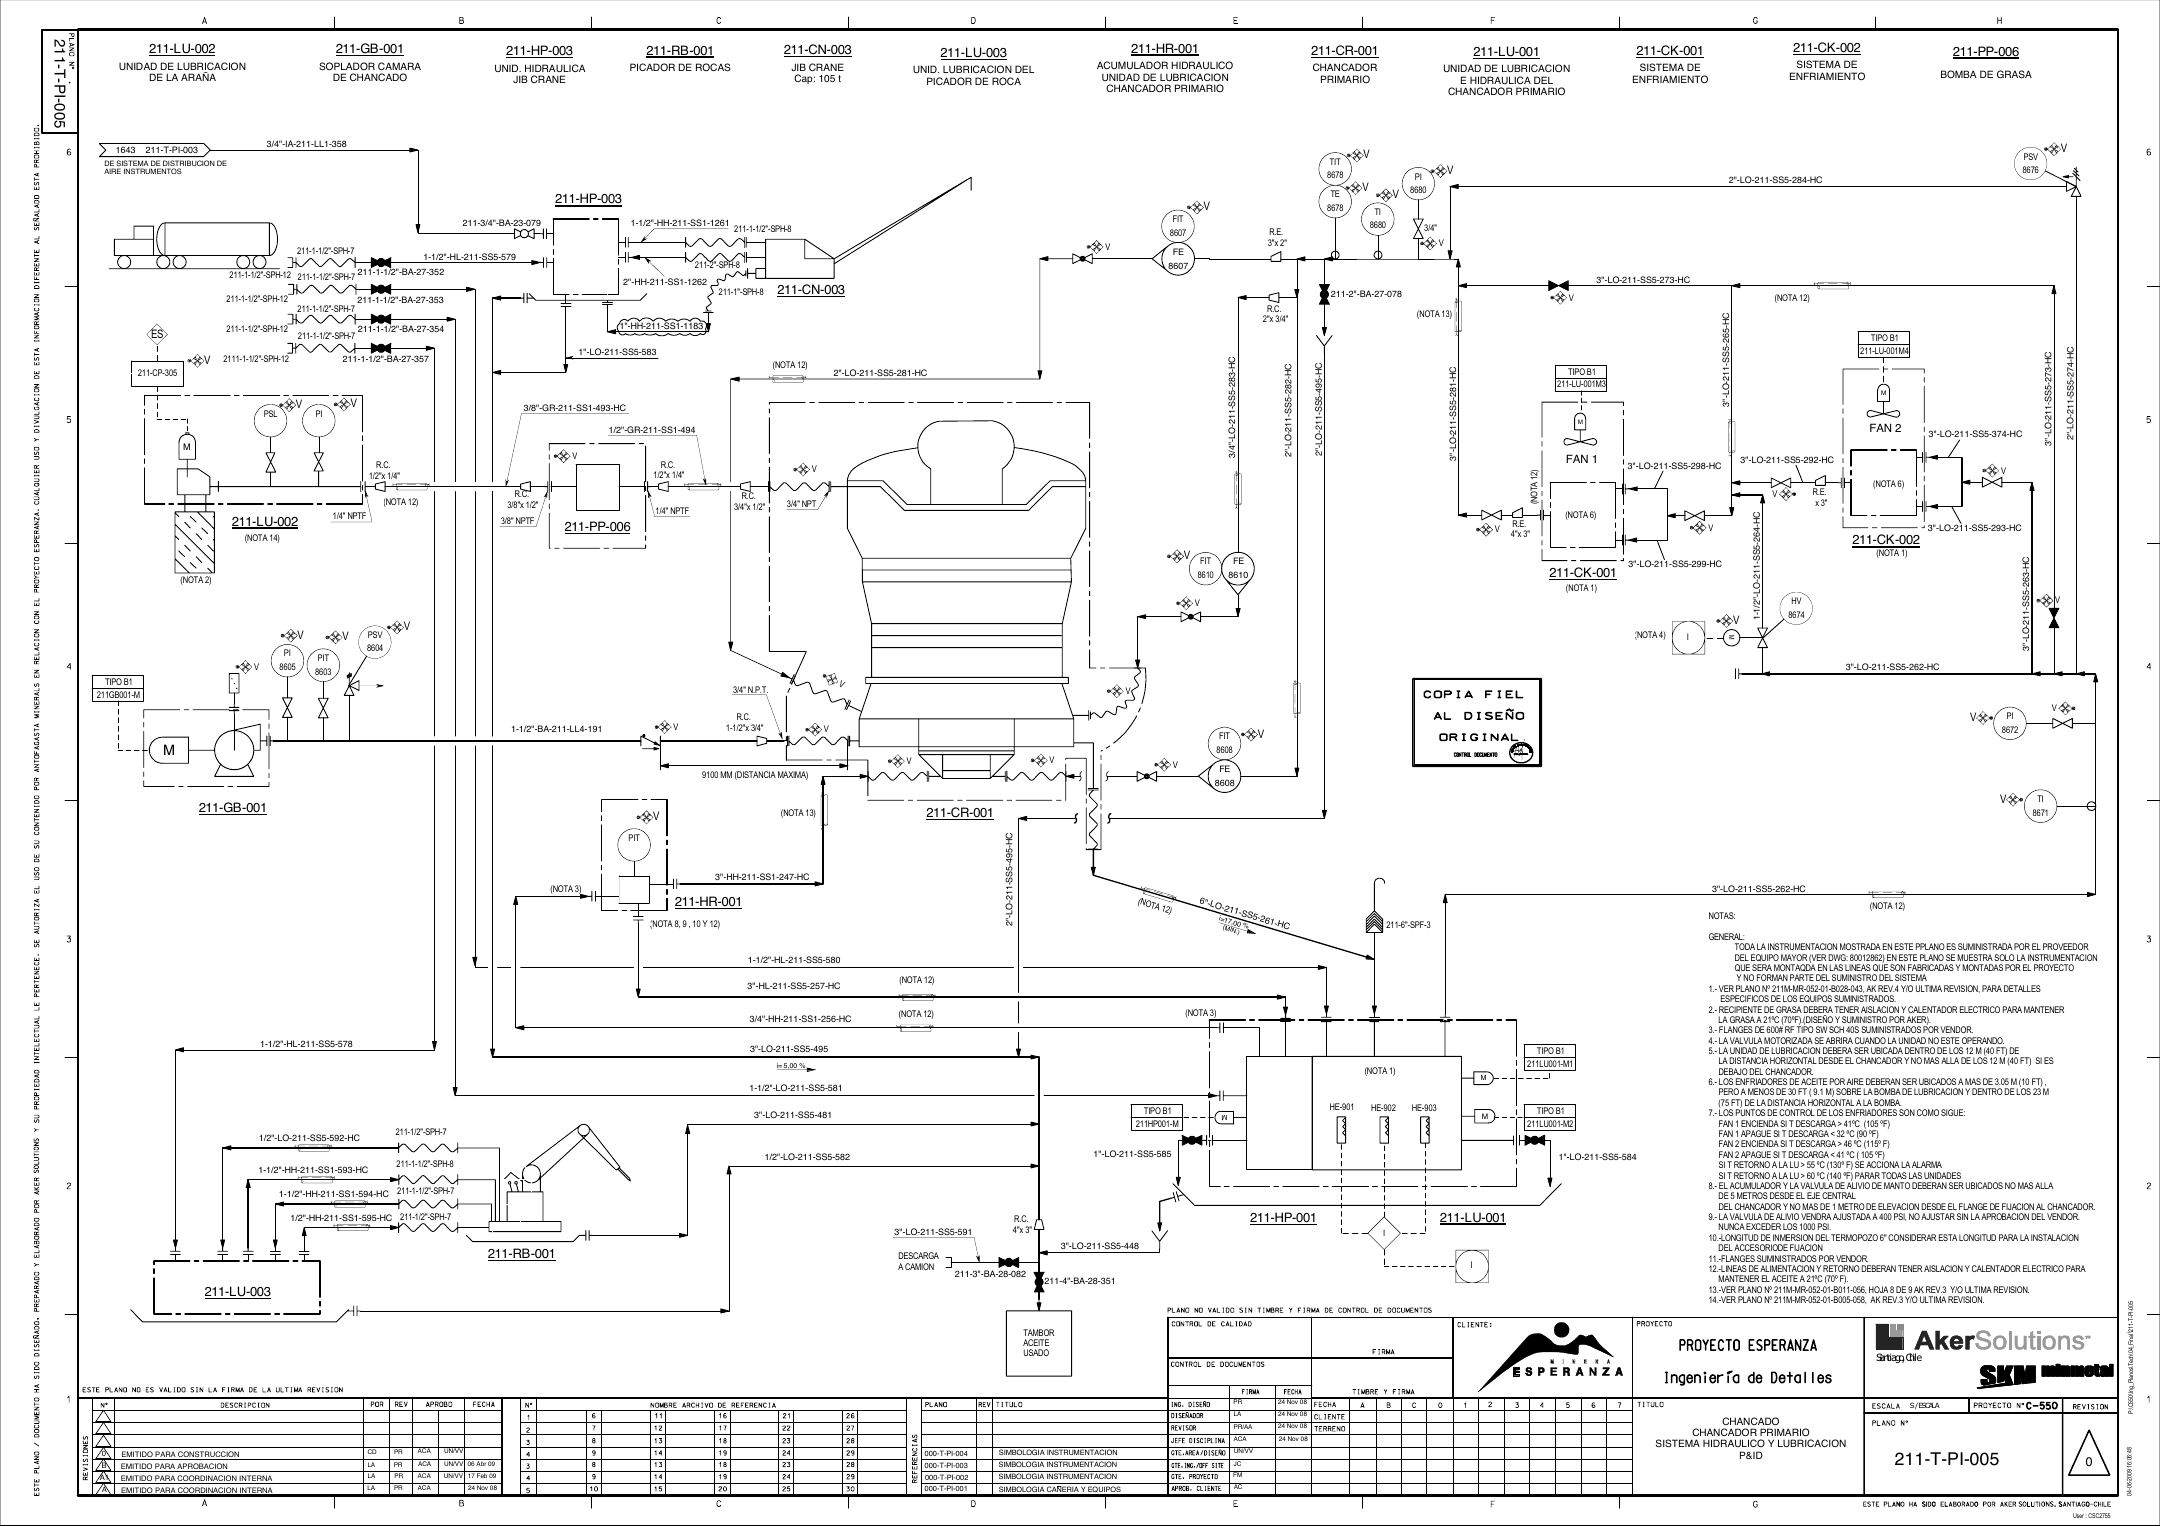 PLANO N°
211-T-PI-005
A B C D E F G H
211-LU-002
UNIDAD DE LUBRICACION
DE LA ARAÑA
211-GB-001
SOPLADOR CAMARA
DE CHANCADO
211-HP-003
UNID. HIDRAULICA
JIB CRANE
211-RB-001
PICADOR DE ROCAS
211-CN-003
JIB CRANE
Cap: 105 t
211-LU-003
UNID. LUBRICACION DEL
PICADOR DE ROCA
211-HR-001
ACUMULADOR HIDRAULICO
UNIDAD DE LUBRICACION
CHANCADOR PRIMARIO
211-CR-001
CHANCADOR
PRIMARIO
211-LU-001
UNIDAD DE LUBRICACION
E HIDRAULICA DEL
CHANCADOR PRIMARIO
211-CK-001
SISTEMA DE
ENFRIAMIENTO
211-CK-002
SISTEMA DE
ENFRIAMIENTO
211-PP-006
BOMBA DE GRASA
1643 211-T-PI-003
DE SISTEMA DE DISTRIBUCION DE
AIRE INSTRUMENTOS
3/4"-IA-211-LL1-358
211-HP-003
211-3/4"-BA-23-079
1-1/2"-HH-211-SS1-1261
211-1-1/2"-SPH-8
211-2"-SPH-8
2"-HH-211-SS1-1262
211-1"-SPH-8
211-CN-003
1"-HH-211-SS1-1183
1"-LO-211-SS5-583
1-1/2"-HL-211-SS5-579
211-1-1/2"-SPH-7
211-1-1/2"-SPH-12
211-1-1/2"-BA-27-352
211-1-1/2"-SPH-7
211-1-1/2"-SPH-12
211-1-1/2"-BA-27-353
211-1-1/2"-SPH-7
211-1-1/2"-SPH-12
211-1-1/2"-BA-27-354
211-1-1/2"-SPH-7
2111-1-1/2"-SPH-12
211-1-1/2"-BA-27-357
ES
211-CP-305
V
M
PSL
PI
R.C.
1/2"x 1/4"
(NOTA 12)
1/4" NPTF
211-LU-002
(NOTA 14)
(NOTA 2)
3/8"-GR-211-SS1-493-HC
1/2"-GR-211-SS1-494
R.C.
3/8"x 1/2"
3/8" NPTF
211-PP-006
R.C.
1/2"x 1/4"
1/4" NPTF
R.C.
3/4"x 1/2"
3/4" NPT
(NOTA 12)
2"-LO-211-SS5-281-HC
FIT
8607
FE
8607
R.E.
3"x 2"
TIT
8678
TE
8678
TI
8680
PI
8680
3/4"
R.C.
2"x 3/4"
211-2"-BA-27-078
2"-LO-211-SS5-284-HC
PSV
8676
3"-LO-211-SS5-273-HC
(NOTA 12)
(NOTA 13)
3/4"-LO-211-SS5-283-HC
2"-LO-211-SS5-282-HC
2"-LO-211-SS5-495-HC
3"-LO-211-SS5-281-HC
3"-LO-211-SS5-265-HC
3"-LO-211-SS5-273-HC
2"-LO-211-SS5-274-HC
TIPO B1
211-LU-001M3
M
FAN 1
(NOTA 6)
(NOTA 12)
R.E.
4"x 3"
3"-LO-211-SS5-298-HC
3"-LO-211-SS5-299-HC
211-CK-001
(NOTA 1)
TIPO B1
211-LU-001M4
M
FAN 2
(NOTA 6)
3"-LO-211-SS5-292-HC
R.E.
x 3"
3"-LO-211-SS5-374-HC
3"-LO-211-SS5-293-HC
211-CK-002
(NOTA 1)
1-1/2"-LO-211-SS5-264-HC
3"-LO-211-SS5-263-HC
HV
8674
(NOTA 4)
I
3"-LO-211-SS5-262-HC
PI
8672
TI
8671
FIT
8610
FE
8610
TIPO B1
211GB001-M
M
PI
8605
PIT
8603
PSV
8604
211-GB-001
1-1/2"-BA-211-LL4-191
3/4" N.P.T.
R.C.
1-1/2"x 3/4"
9100 MM (DISTANCIA MAXIMA)
FIT
8608
FE
8608
211-CR-001
(NOTA 13)
PIT
3"-HH-211-SS1-247-HC
(NOTA 3)
211-HR-001
(NOTA 8, 9 , 10 Y 12)
2"-LO-211-SS5-495-HC
(NOTA 12)
6"-LO-211-SS5-261-HC
i=17,00 %
(MIN.)
211-6"-SPF-3
3"-LO-211-SS5-262-HC
(NOTA 12)
COPIA FIEL
AL DISEÑO
ORIGINAL
CONTROL DOCUMENTO
1-1/2"-HL-211-SS5-580
(NOTA 12)
3"-HL-211-SS5-257-HC
(NOTA 12)
3/4"-HH-211-SS1-256-HC
3"-LO-211-SS5-495
i= 5,00 %
1-1/2"-LO-211-SS5-581
1-1/2"-HL-211-SS5-578
3"-LO-211-SS5-481
1/2"-LO-211-SS5-582
1/2"-LO-211-SS5-592-HC
211-1/2"-SPH-7
1-1/2"-HH-211-SS1-593-HC
211-1-1/2"-SPH-8
1-1/2"-HH-211-SS1-594-HC
211-1-1/2"-SPH-7
1/2"-HH-211-SS1-595-HC
211-1/2"-SPH-7
211-RB-001
211-LU-003
3"-LO-211-SS5-591
DESCARGA
A CAMION
211-3"-BA-28-082
R.C.
4"x 3"
211-4"-BA-28-351
3"-LO-211-SS5-448
TAMBOR
ACEITE
USADO
(NOTA 3)
TIPO B1
211HP001-M
(NOTA 1)
HE-901 HE-902 HE-903
TIPO B1
211LU001-M1
TIPO B1
211LU001-M2
1"-LO-211-SS5-585
1"-LO-211-SS5-584
211-HP-001
211-LU-001
I
I
NOTAS:
GENERAL:
TODA LA INSTRUMENTACION MOSTRADA EN ESTE PPLANO ES SUMINISTRADA POR EL PROVEEDOR
DEL EQUIPO MAYOR (VER DWG: 80012862) EN ESTE PLANO SE MUESTRA SOLO LA INSTRUMENTACION
QUE SERA MONTAQDA EN LAS LINEAS QUE SON FABRICADAS Y MONTADAS POR EL PROYECTO
Y NO FORMAN PARTE DEL SUMINISTRO DEL SISTEMA
1.- VER PLANO Nº 211M-MR-052-01-B028-043, AK REV.4 Y/O ULTIMA REVISION, PARA DETALLES
ESPECIFICOS DE LOS EQUIPOS SUMINISTRADOS.
2.- RECIPIENTE DE GRASA DEBERA TENER AISLACION Y CALENTADOR ELECTRICO PARA MANTENER
LA GRASA A 21ºC (70ºF).(DISEÑO Y SUMINISTRO POR AKER).
3.- FLANGES DE 600# RF TIPO SW SCH 40S SUMINISTRADOS POR VENDOR.
4.- LA VALVULA MOTORIZADA SE ABRIRA CUANDO LA UNIDAD NO ESTE OPERANDO.
5.- LA UNIDAD DE LUBRICACION DEBERA SER UBICADA DENTRO DE LOS 12 M (40 FT) DE
LA DISTANCIA HORIZONTAL DESDE EL CHANCADOR Y NO MAS ALLA DE LOS 12 M (40 FT) SI ES
DEBAJO DEL CHANCADOR.
6.- LOS ENFRIADORES DE ACEITE POR AIRE DEBERAN SER UBICADOS A MAS DE 3.05 M (10 FT) ,
PERO A MENOS DE 30 FT ( 9.1 M) SOBRE LA BOMBA DE LUBRICACION Y DENTRO DE LOS 23 M
(75 FT) DE LA DISTANCIA HORIZONTAL A LA BOMBA.
7.- LOS PUNTOS DE CONTROL DE LOS ENFRIADORES SON COMO SIGUE:
FAN 1 ENCIENDA SI T DESCARGA > 41ºC (105 ºF)
FAN 1 APAGUE SI T DESCARGA < 32 ºC (90 ºF)
FAN 2 ENCIENDA SI T DESCARGA > 46 ºC (115º F)
FAN 2 APAGUE SI T DESCARGA < 41 ºC ( 105 ºF)
SI T RETORNO A LA LU > 55 ºC (130º F) SE ACCIONA LA ALARMA
SI T RETORNO A LA LU > 60 ºC (140 ºF) PARAR TODAS LAS UNIDADES
8.- EL ACUMULADOR Y LA VALVULA DE ALIVIO DE MANTO DEBERAN SER UBICADOS NO MAS ALLA
DE 5 METROS DESDE EL EJE CENTRAL
DEL CHANCADOR Y NO MAS DE 1 METRO DE ELEVACION DESDE EL FLANGE DE FIJACION AL CHANCADOR.
9.- LA VALVULA DE ALIVIO VENDRA AJUSTADA A 400 PSI, NO AJUSTAR SIN LA APROBACION DEL VENDOR.
NUNCA EXCEDER LOS 1000 PSI.
10.-LONGITUD DE INMERSION DEL TERMOPOZO 6" CONSIDERAR ESTA LONGITUD PARA LA INSTALACION
DEL ACCESORIODE FIJACION
11.-FLANGES SUMINISTRADOS POR VENDOR.
12.-LINEAS DE ALIMENTACION Y RETORNO DEBERAN TENER AISLACION Y CALENTADOR ELECTRICO PARA
MANTENER EL ACEITE A 21ºC (70º F).
13.-VER PLANO Nº 211M-MR-052-01-B011-056, HOJA 8 DE 9 AK REV.3 Y/O ULTIMA REVISION.
14.-VER PLANO Nº 211M-MR-052-01-B005-058, AK REV.3 Y/O ULTIMA REVISION.
PLANO NO VALIDO SIN TIMBRE Y FIRMA DE CONTROL DE DOCUMENTOS
CONTROL DE CALIDAD
FIRMA
CONTROL DE DOCUMENTOS
FIRMA FECHA TIMBRE Y FIRMA
ING. DISEÑO PR 24 Nov 08
DISEÑADOR LA 24 Nov 08
REVISOR PR/AA 24 Nov 08
JEFE DISCIPLINA ACA 24 Nov 08
GTE.AREA/DISEÑO UN/VV
GTE.ING./OFF SITE JC
GTE. PROYECTO FM
APROB. CLIENTE AC
FECHA A B C 0 1 2 3 4 5 6 7
CLIENTE
TERRENO
CLIENTE:
MINERA
ESPERANZA
PROYECTO
PROYECTO ESPERANZA
Ingeniería de Detalles
AkerSolutions
Santiago, Chile
SKM minmetal
TITULO
CHANCADO
CHANCADOR PRIMARIO
SISTEMA HIDRAULICO Y LUBRICACION
P&ID
ESCALA S/ESCALA
PROYECTO N° C-550
REVISION
PLANO N°
211-T-PI-005
0
ESTE PLANO NO ES VALIDO SIN LA FIRMA DE LA ULTIMA REVISION
REVISIONES
N° DESCRIPCION POR REV APROBO FECHA
0 EMITIDO PARA CONSTRUCCION CD PR ACA UN/VV
B EMITIDO PARA APROBACION LA PR ACA UN/VV 06 Abr 09
A EMITIDO PARA COORDINACION INTERNA LA PR ACA UN/VV 17 Feb 09
A EMITIDO PARA COORDINACION INTERNA LA PR ACA 24 Nov 08
N° NOMBRE ARCHIVO DE REFERENCIA
1 6 11 16 21 26
2 7 12 17 22 27
3 8 13 18 23 28
4 9 14 19 24 29
3 8 13 18 23 28
4 9 14 19 24 29
5 10 15 20 25 30
REFERENCIAS
PLANO REV TITULO
000-T-PI-004 SIMBOLOGIA INSTRUMENTACION
000-T-PI-003 SIMBOLOGIA INSTRUMENTACION
000-T-PI-002 SIMBOLOGIA INSTRUMENTACION
000-T-PI-001 SIMBOLOGIA CAÑERIA Y EQUIPOS
A B C D E F G
ESTE PLANO HA SIDO ELABORADO POR AKER SOLUTIONS. SANTIAGO-CHILE
User : CSC2755
ESTE PLANO / DOCUMENTO HA SIDO DISEÑADO, PREPARADO Y ELABORADO POR AKER SOLUTIONS Y SU PROPIEDAD INTELECTUAL LE PERTENECE. SE AUTORIZA EL USO DE SU CONTENIDO POR ANTOFAGASTA MINERALS EN RELACION CON EL PROYECTO ESPERANZA. CUALQUIER USO Y DIVULGACION DE ESTA INFORMACION DIFERENTE AL SEÑALADO ESTA PROHIBIDO.